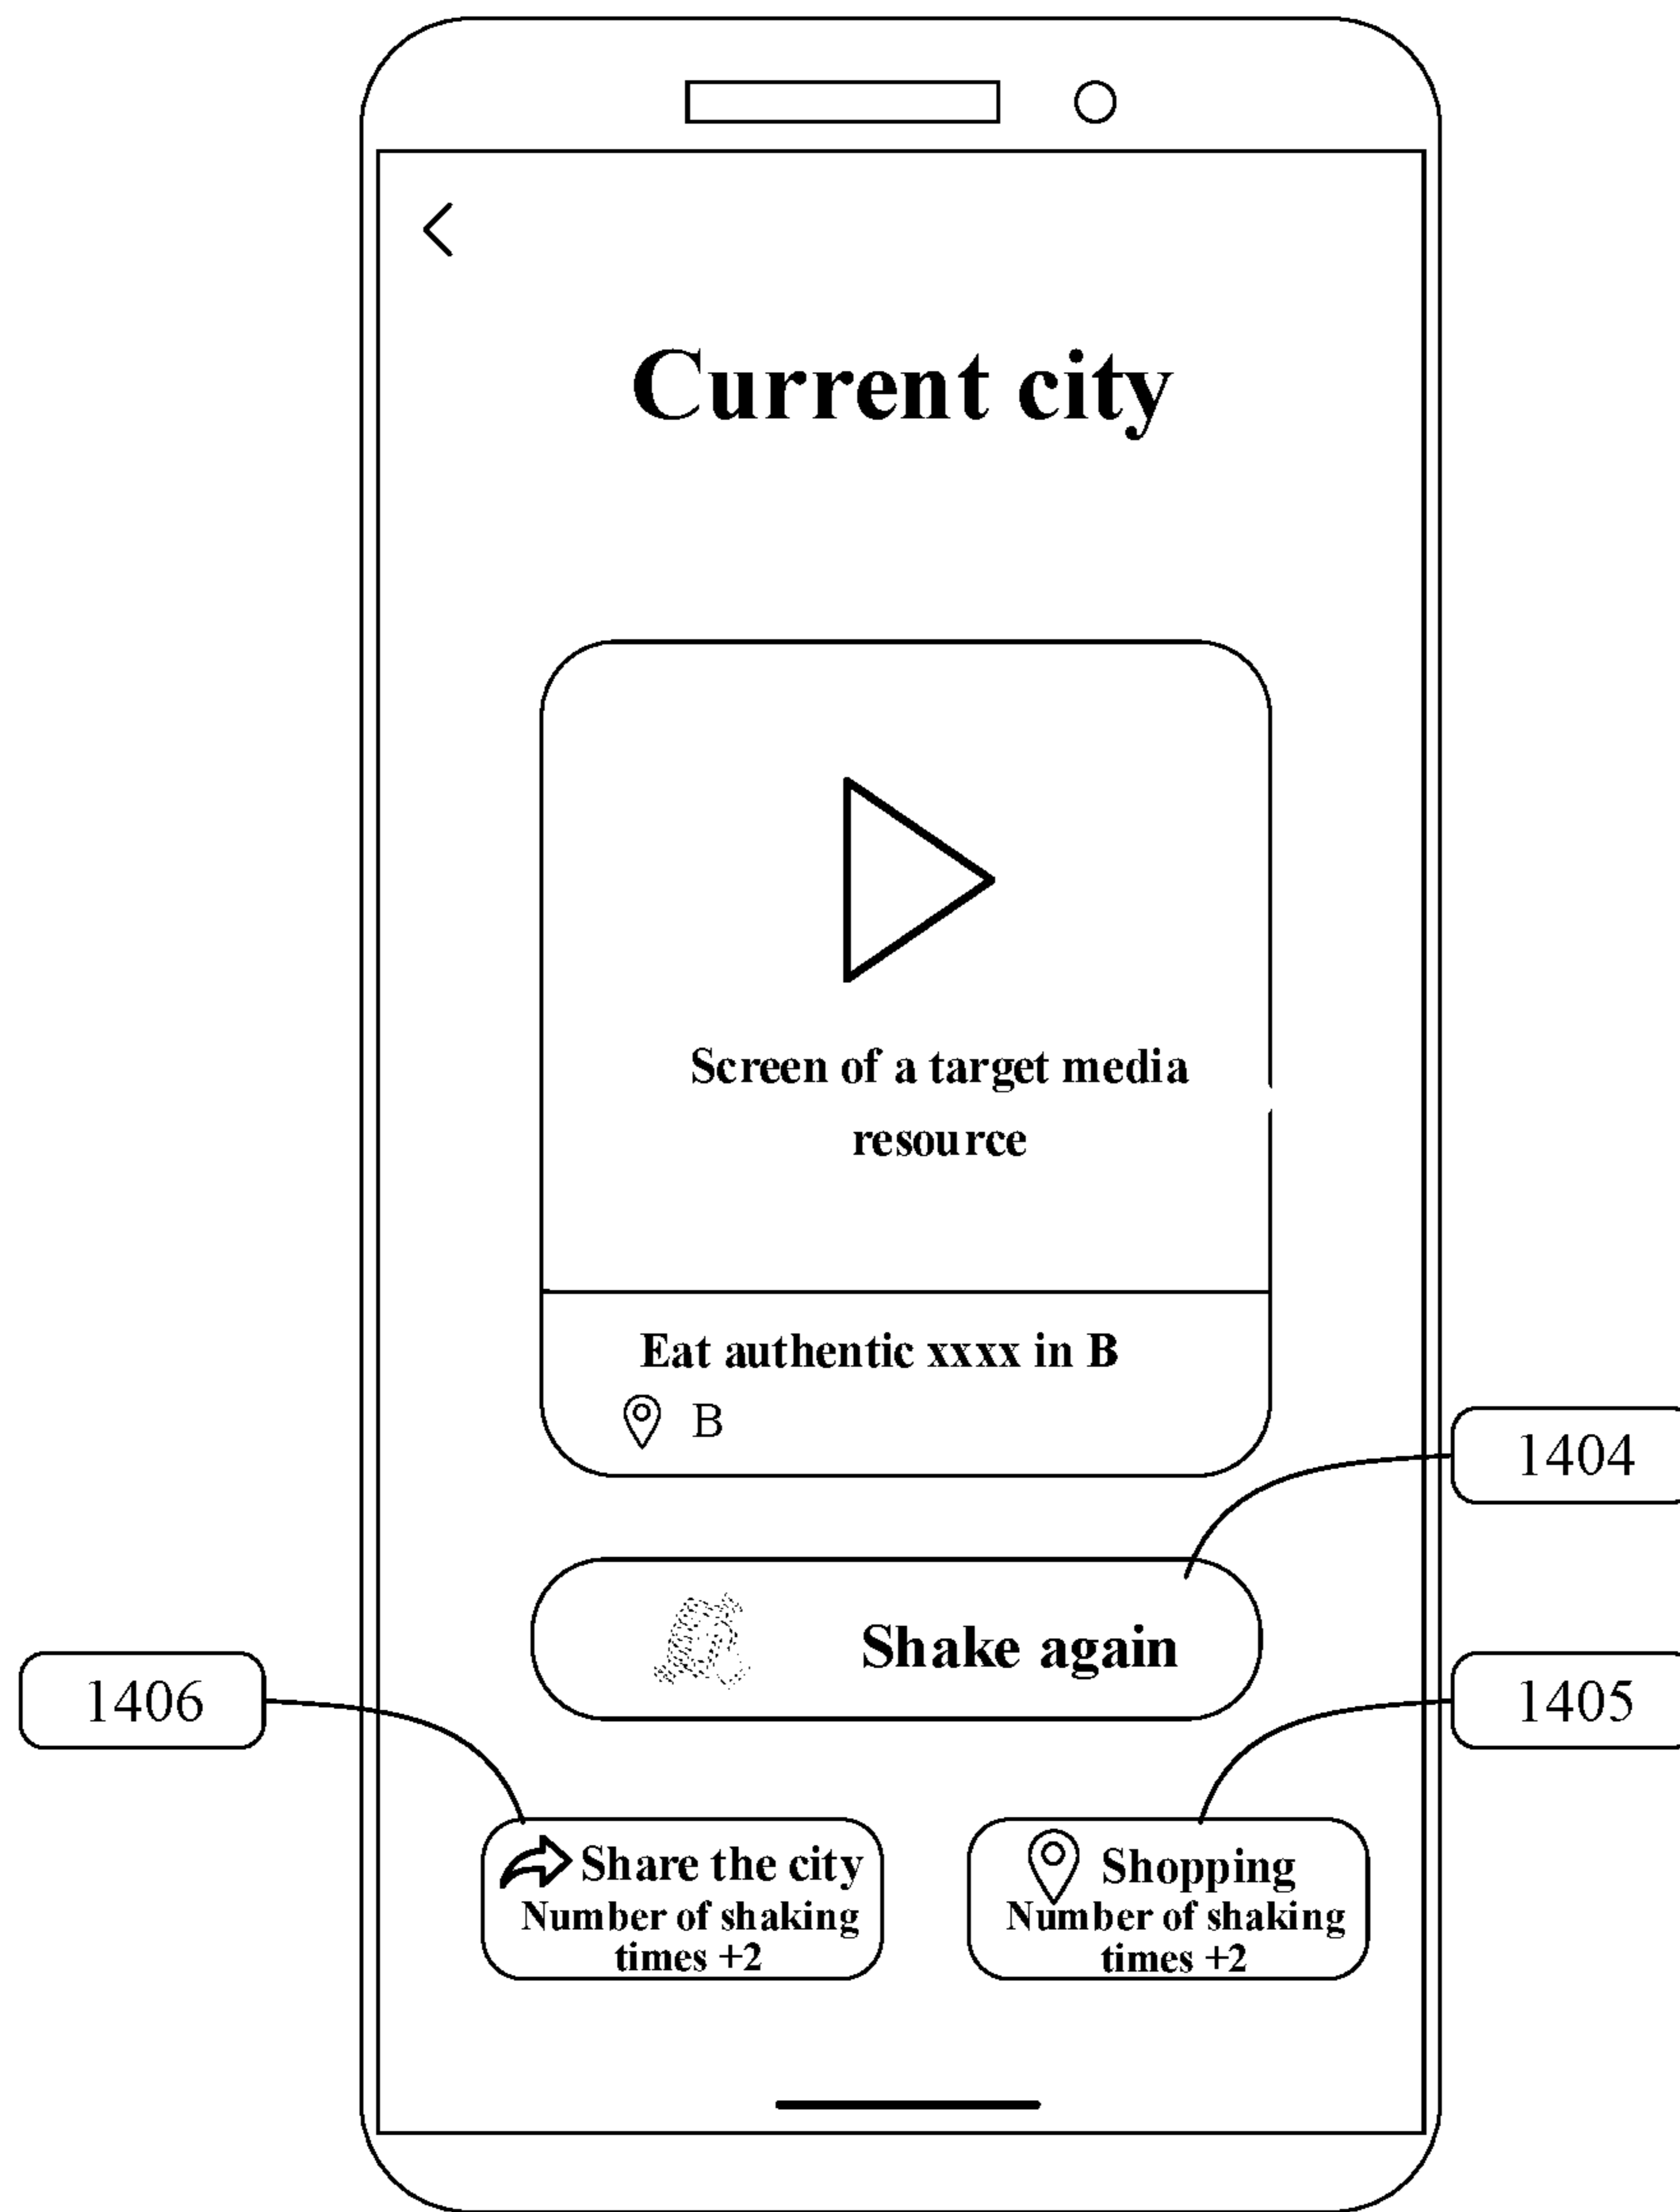 Current city
Screen of a target media
resource
Eat authentic xxxx in B
B
1404
Shake again
1406
1405
Share the city
Number of shaking
times +2
Shopping
Number of shaking
times +2